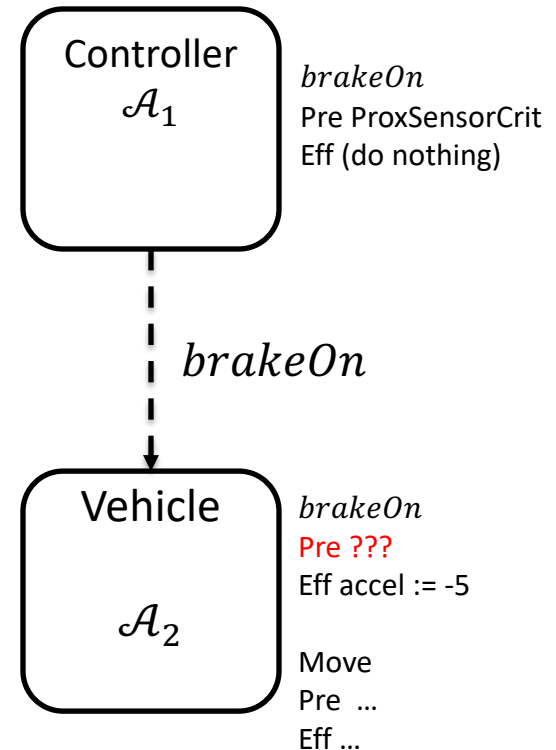 Controller
𝒜₁
brakeOn
Pre ProxSensorCrit
Eff (do nothing)
brakeOn
Vehicle
𝒜₂
brakeOn
Pre ???
Eff accel := -5
Move
Pre ...
Eff ...